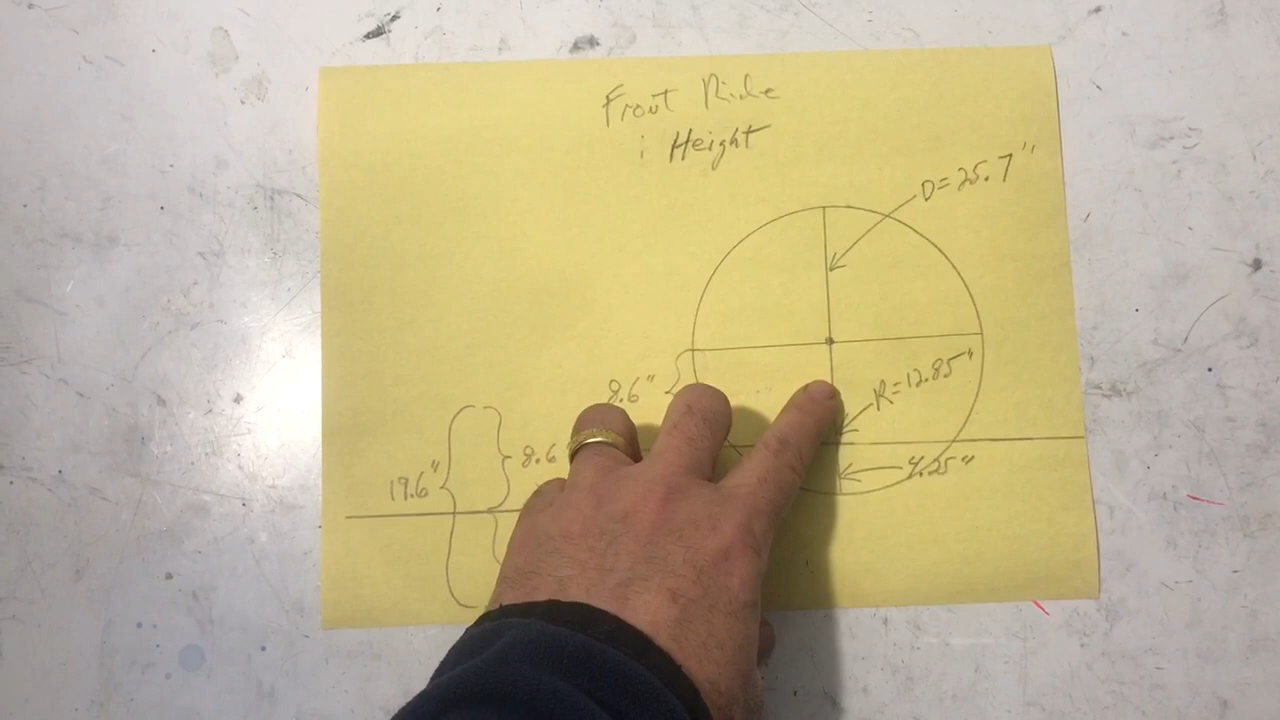 Front Ride
Height
D=25.7"
R=12.85"
8.6"
8.6
19.6"
4.25"